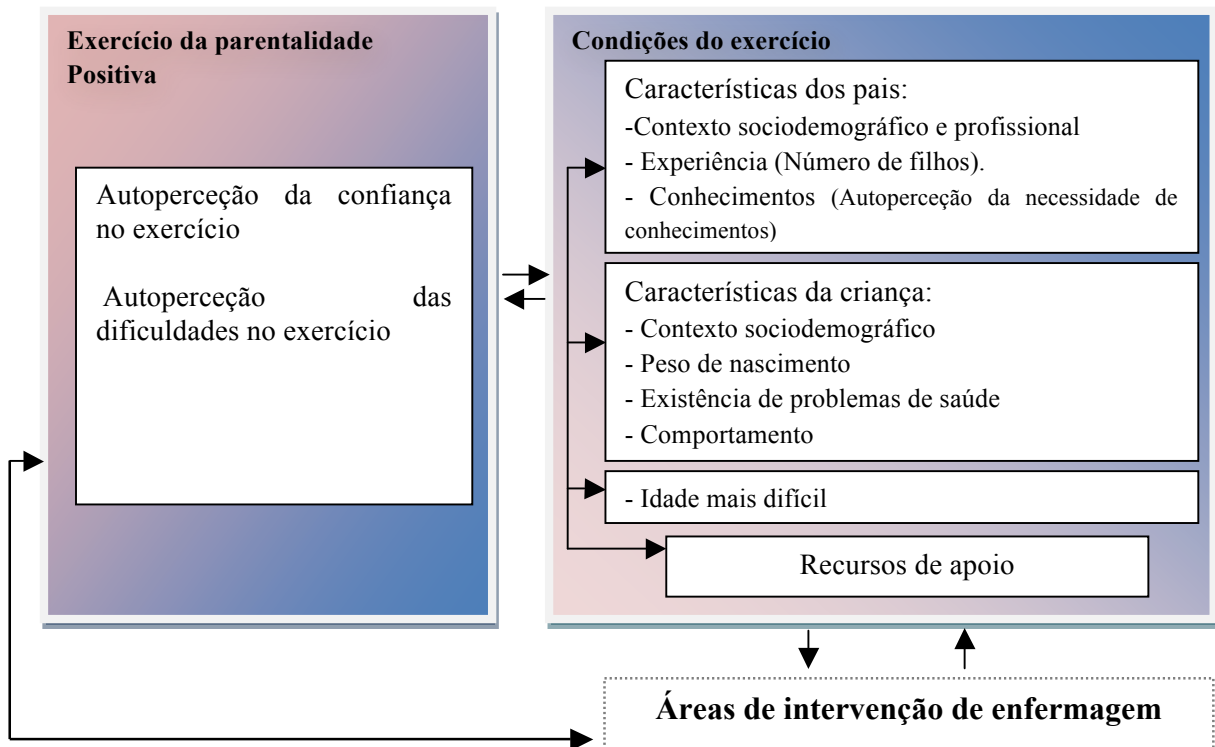 Exercício da parentalidade
Positiva
Autoperceção da confiança
no exercício
Autoperceção das
dificuldades no exercício
Condições do exercício
Características dos pais:
-Contexto sociodemográfico e profissional
- Experiência (Número de filhos).
- Conhecimentos (Autoperceção da necessidade de
conhecimentos)
Características da criança:
- Contexto sociodemográfico
- Peso de nascimento
- Existência de problemas de saúde
- Comportamento
- Idade mais difícil
Recursos de apoio
Áreas de intervenção de enfermagem